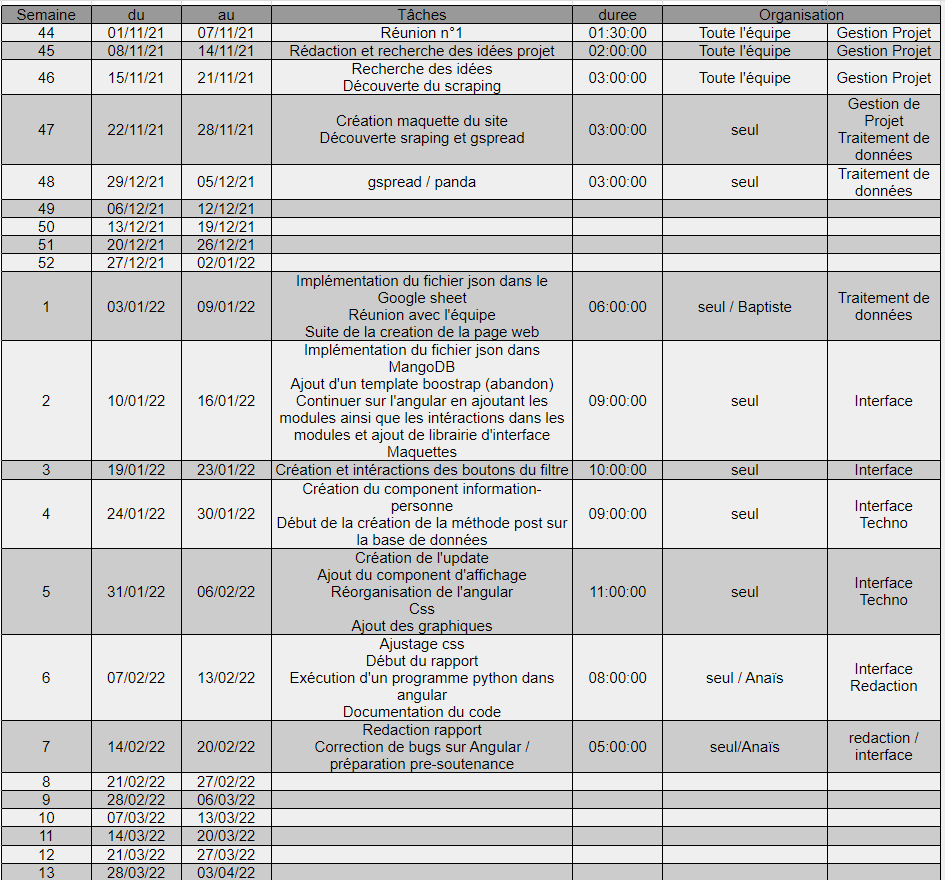 Semaine du au Tâches duree Organisation
44 01/11/21 07/11/21 Réunion n°1 01:30:00 Toute l'équipe Gestion Projet
45 08/11/21 14/11/21 Rédaction et recherche des idées projet 02:00:00 Toute l'équipe Gestion Projet
46 15/11/21 21/11/21 Recherche des idées
Découverte du scraping 03:00:00 Toute l'équipe Gestion Projet
47 22/11/21 28/11/21 Création maquette du site
Découverte sraping et gspread 03:00:00 seul Gestion de
Projet
Traitement de
données
48 29/12/21 05/12/21 gspread / panda 03:00:00 seul Traitement de
données
49 06/12/21 12/12/21
50 13/12/21 19/12/21
51 20/12/21 26/12/21
52 27/12/21 02/01/22
1 03/01/22 09/01/22 Implémentation du fichier json dans le
Google sheet
Réunion avec l'équipe
Suite de la creation de la page web 06:00:00 seul / Baptiste Traitement de
données
2 10/01/22 16/01/22 Implémentation du fichier json dans
MangoDB
Ajout d'un template boostrap (abandon)
Continuer sur l'angular en ajoutant les
modules ainsi que les intéractions dans les
modules et ajout de librairie d'interface
Maquettes 09:00:00 seul Interface
3 19/01/22 23/01/22 Création et intéractions des boutons du filtre 10:00:00 seul Interface
4 24/01/22 30/01/22 Création du component information-
personne
Début de la création de la méthode post sur
la base de données 09:00:00 seul Interface
Techno
5 31/01/22 06/02/22 Création de l'update
Ajout du component d'affichage
Réorganisation de l'angular
Css
Ajout des graphiques 11:00:00 seul Interface
Techno
6 07/02/22 13/02/22 Ajustage css
Début du rapport
Exécution d'un programme python dans
angular
Documentation du code 08:00:00 seul / Anaïs Interface
Redaction
7 14/02/22 20/02/22 Redaction rapport
Correction de bugs sur Angular /
préparation pre-soutenance 05:00:00 seul/Anaïs redaction /
interface
8 21/02/22 27/02/22
9 28/02/22 06/03/22
10 07/03/22 13/03/22
11 14/03/22 20/03/22
12 21/03/22 27/03/22
13 28/03/22 03/04/22